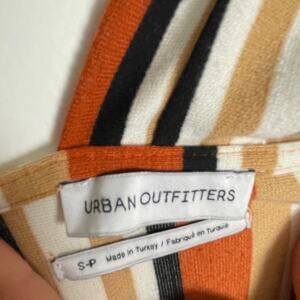 URBAN OUTFITTERS
S-P Made in Turkey / Fabriqué en Turquie